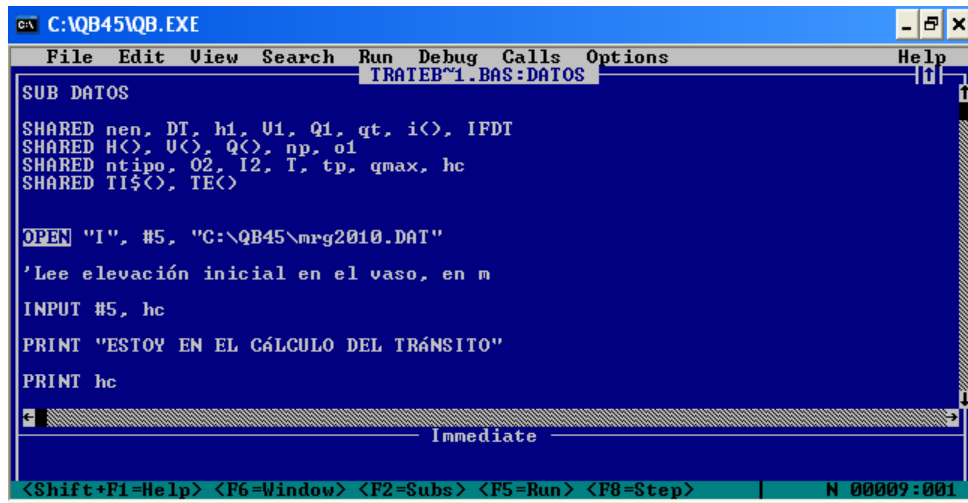 C:\QB45\QB.EXE
File Edit View Search Run Debug Calls Options Help
TRATEB~1.BAS:DATOS
SUB DATOS
SHARED nen, DT, h1, V1, Q1, qt, i(), IFDT
SHARED H(), V(), Q(), np, o1
SHARED ntipo, O2, I2, T, tp, qmax, hc
SHARED TI$(), TE()
OPEN "I", #5, "C:\QB45\mrg2010.DAT"
'Lee elevación inicial en el vaso, en m
INPUT #5, hc
PRINT "ESTOY EN EL CáLCULO DEL TRáNSITO"
PRINT hc
Immediate
<Shift+F1=Help> <F6=Window> <F2=Subs> <F5=Run> <F8=Step> N 00009:001